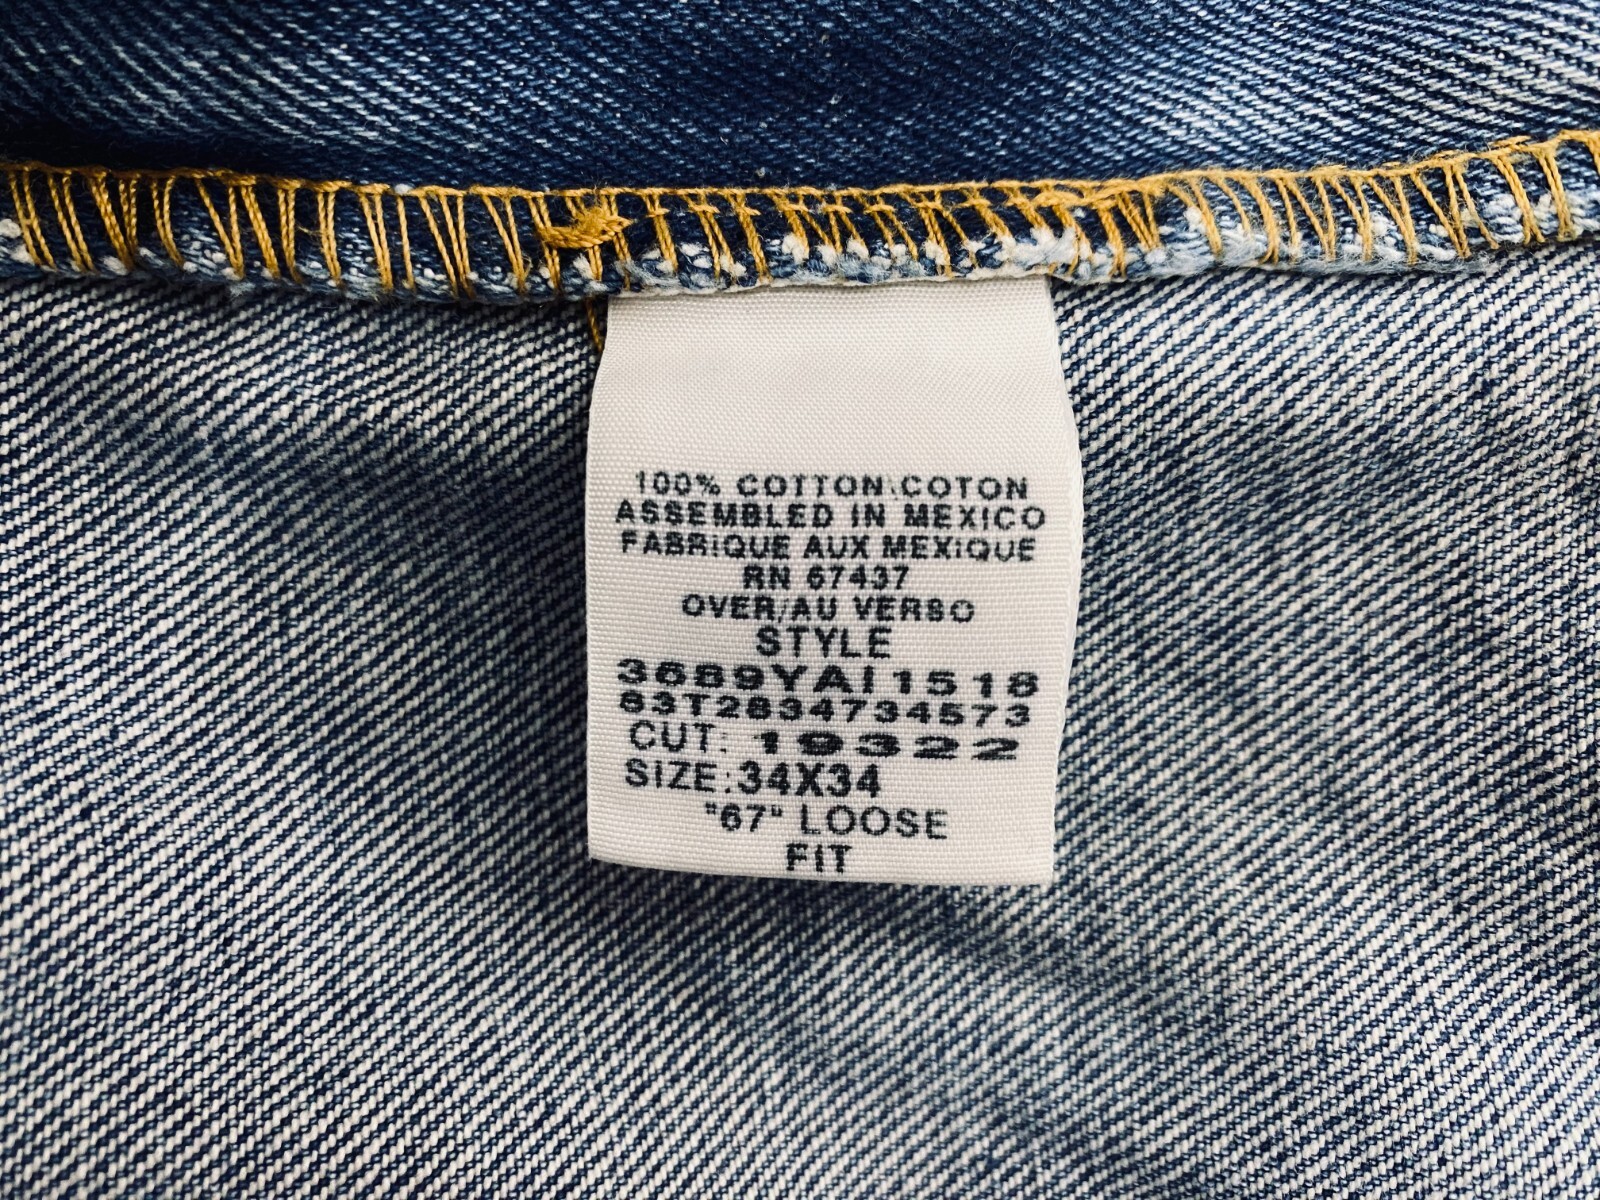 100% COTTON\COTON
ASSEMBLED IN MEXICO
FABRIQUE AUX MEXIQUE
RN 67437
OVER/AU VERSO
STYLE
3689YAI1518
83T2834734573
CUT: 19322
SIZE:34X34
"67" LOOSE
FIT